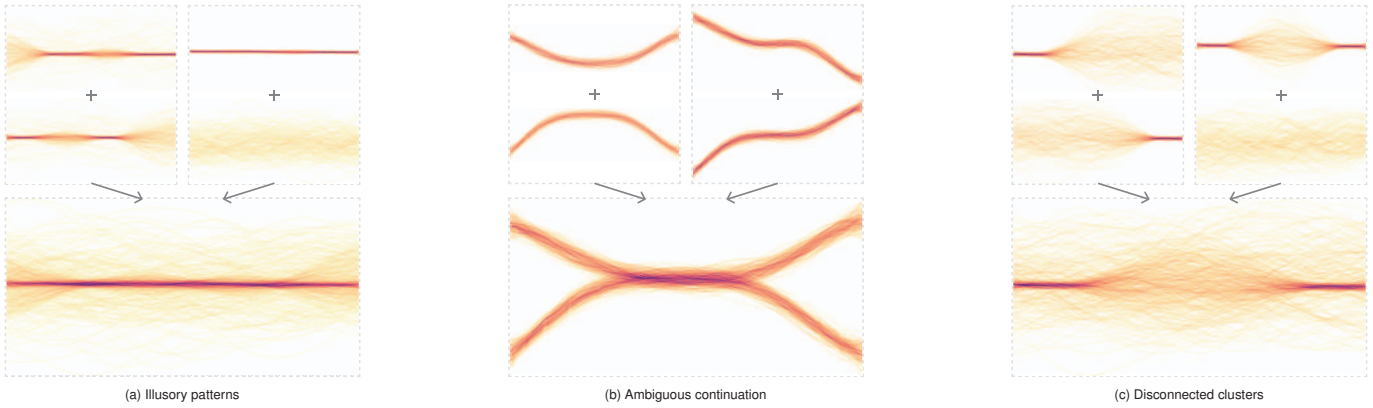 (a) Illusory patterns
(b) Ambiguous continuation
(c) Disconnected clusters